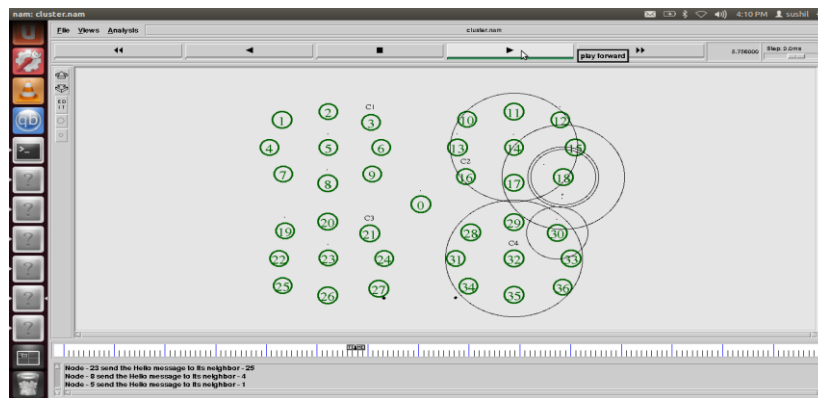 nam: cluster.nam
4:10 PM sushil
File Views Analysis
cluster.nam
play forward
Step: 2.0ms
ED
IT
1 2 C1 3
4 5 6
7 8 9
10 11 12
13 14 15
C2
16 17 18
0
19 20 C3 21
22 23 24
25 26 27
28 29 30
C4
31 32 33
34 35 36
Node - 23 send the Hello message to its neighbor - 25
Node - 8 send the Hello message to its neighbor - 4
Node - 5 send the Hello message to its neighbor - 1